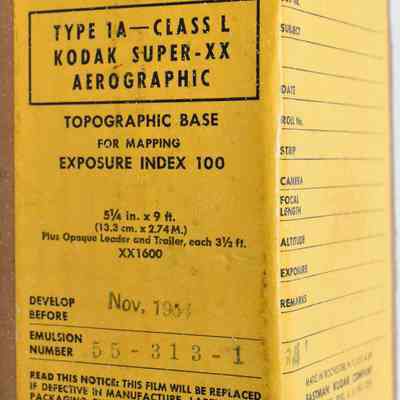 TYPE 1A—CLASS L
KODAK SUPER-XX
AEROGRAPHIC
TOPOGRAPHIC BASE
FOR MAPPING
EXPOSURE INDEX 100
5¼ in. x 9 ft.
(13.3 cm. x 2.74 M.)
Plus Opaque Leader and Trailer, each 3½ ft.
XX1600
DEVELOP
BEFORE Nov, 1954
EMULSION
NUMBER 55-313-1
READ THIS NOTICE: THIS FILM WILL BE REPLACED
IF DEFECTIVE IN MANUFACTURE,
SUBJECT
DATE
ROLL No.
STRIP
CAMERA
FOCAL
LENGTH
ALTITUDE
EXPOSURE
REMARKS
MADE IN ROCHESTER,
EASTMAN KODAK COMPANY